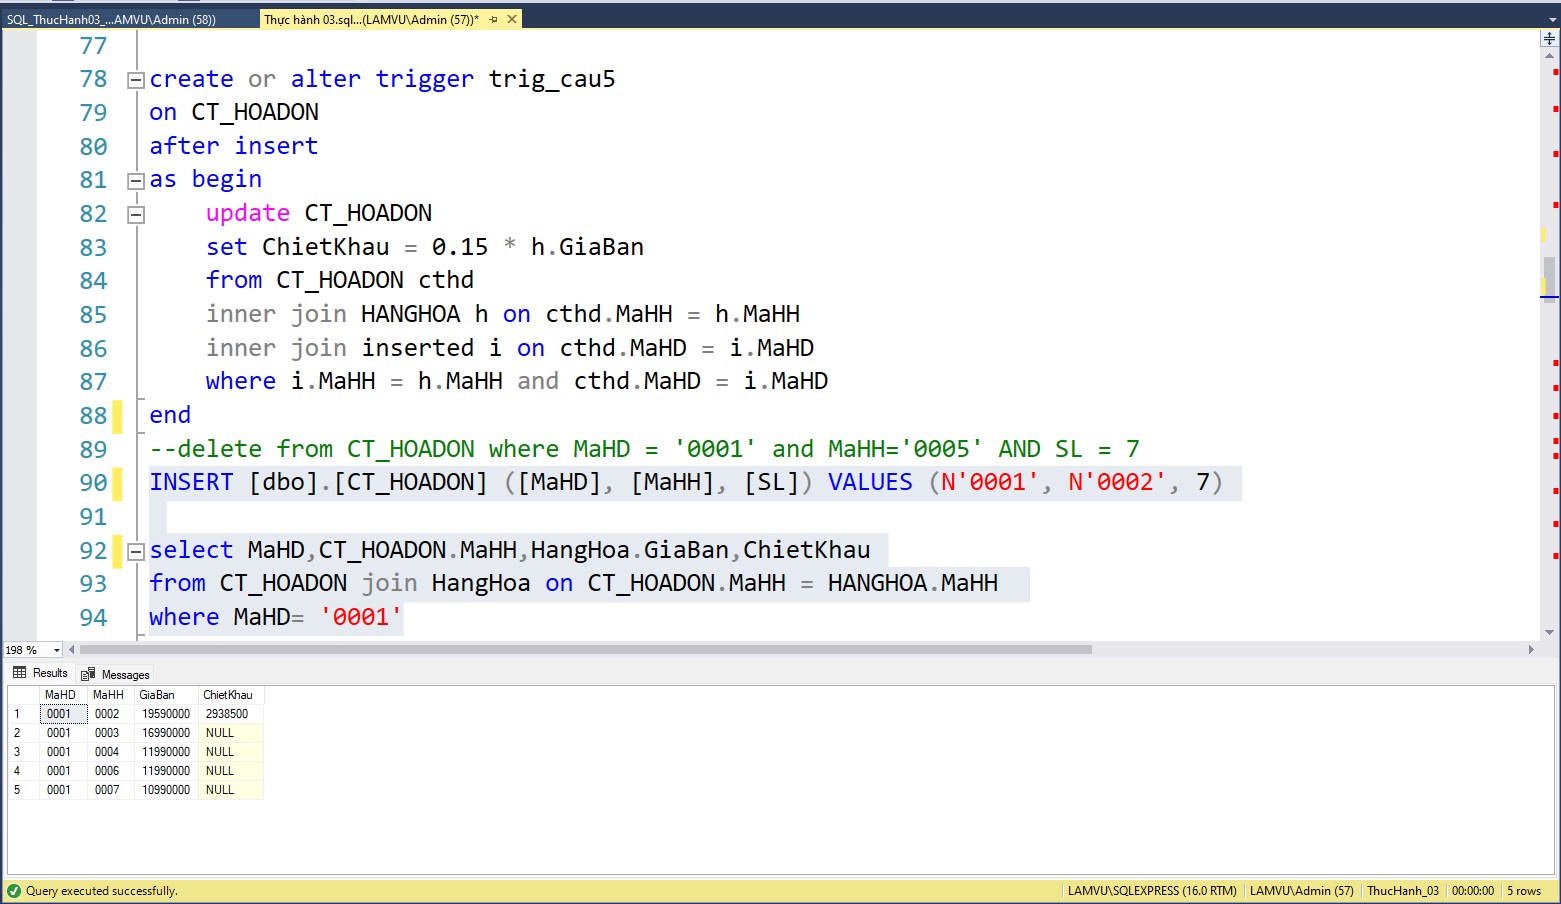 SQL_ThucHanh03_...AMVU\Admin (58))
Thực hành 03.sql...(LAMVU\Admin (57))*
77
78 create or alter trigger trig_cau5
79 on CT_HOADON
80 after insert
81 as begin
82 update CT_HOADON
83 set ChietKhau = 0.15 * h.GiaBan
84 from CT_HOADON cthd
85 inner join HANGHOA h on cthd.MaHH = h.MaHH
86 inner join inserted i on cthd.MaHD = i.MaHD
87 where i.MaHH = h.MaHH and cthd.MaHD = i.MaHD
88 end
89 --delete from CT_HOADON where MaHD = '0001' and MaHH='0005' AND SL = 7
90 INSERT [dbo].[CT_HOADON] ([MaHD], [MaHH], [SL]) VALUES (N'0001', N'0002', 7)
91
92 select MaHD,CT_HOADON.MaHH,HangHoa.GiaBan,ChietKhau
93 from CT_HOADON join HangHoa on CT_HOADON.MaHH = HANGHOA.MaHH
94 where MaHD= '0001'
198 %
Results Messages
MaHD MaHH GiaBan ChietKhau
1 0001 0002 19590000 2938500
2 0001 0003 16990000 NULL
3 0001 0004 11990000 NULL
4 0001 0006 11990000 NULL
5 0001 0007 10990000 NULL
Query executed successfully.
LAMVU\SQLEXPRESS (16.0 RTM) LAMVU\Admin (57) ThucHanh_03 00:00:00 5 rows